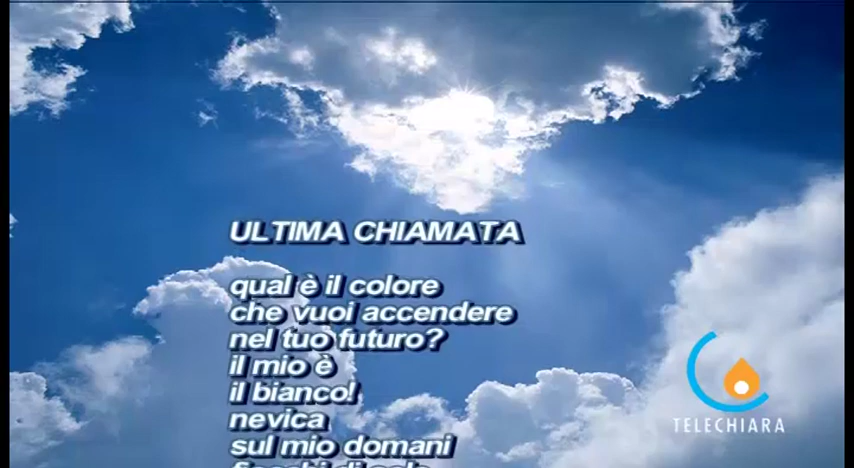 ULTIMA CHIAMATA
qual è il colore
che vuoi accendere
nel tuo futuro?
il mio è
il bianco!
nevica
sul mio domani
TELECHIARA